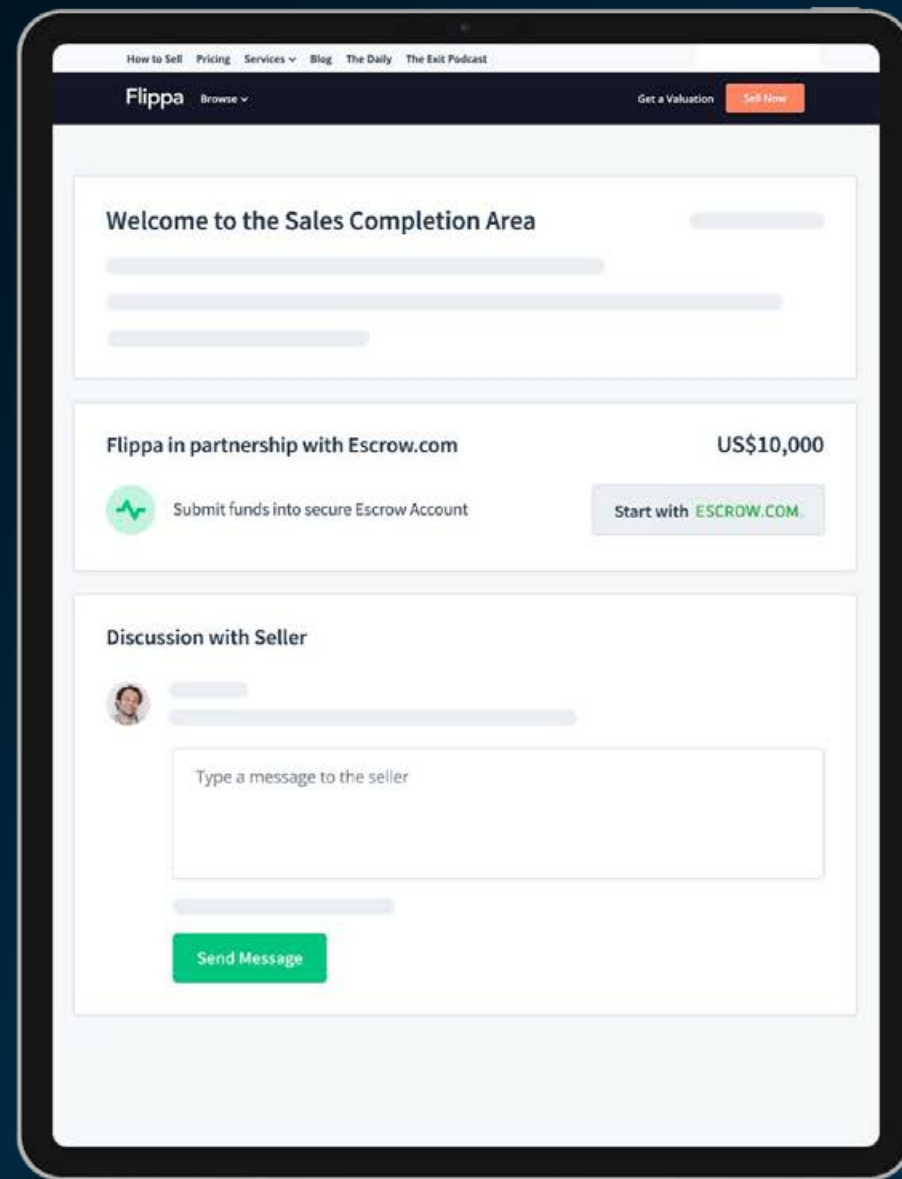 How to Sell Pricing Services Blog The Daily The Exit Podcast
Flippa Browse Get a Valuation Sell Now
Welcome to the Sales Completion Area
Flippa in partnership with Escrow.com US$10,000
Submit funds into secure Escrow Account Start with ESCROW.COM
Discussion with Seller
Type a message to the seller
Send Message